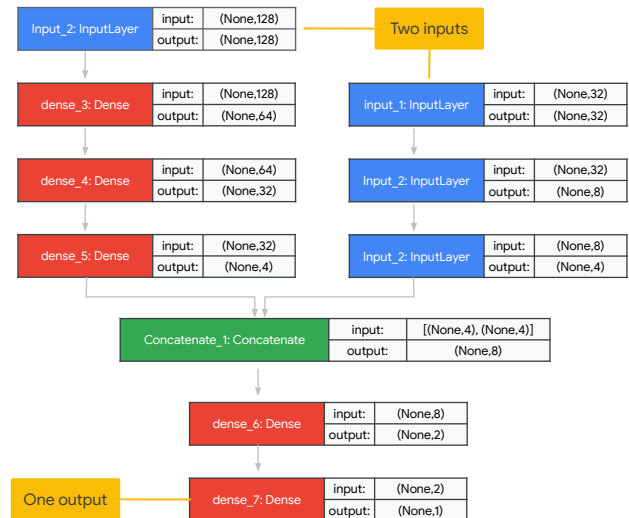 Input_2: InputLayer
input: (None,128)
output: (None,128)
Two inputs
dense_3: Dense
input: (None,128)
output: (None,64)
input_1: InputLayer
input: (None,32)
output: (None,32)
dense_4: Dense
input: (None,64)
output: (None,32)
Input_2: InputLayer
input: (None,32)
output: (None,8)
dense_5: Dense
input: (None,32)
output: (None,4)
Input_2: InputLayer
input: (None,8)
output: (None,4)
Concatenate_1: Concatenate
input: [(None,4), (None,4)]
output: (None,8)
dense_6: Dense
input: (None,8)
output: (None,2)
One output
dense_7: Dense
input: (None,2)
output: (None,1)